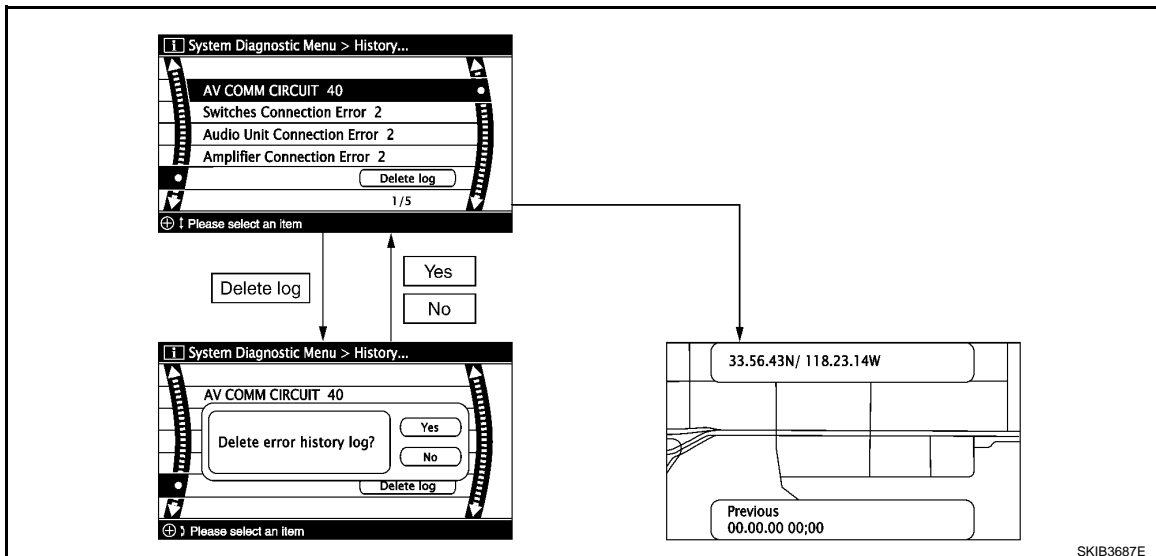 i System Diagnostic Menu > History...
AV COMM CIRCUIT 40
Switches Connection Error 2
Audio Unit Connection Error 2
Amplifier Connection Error 2
Delete log
1/5
Please select an item
Delete log
Yes
No
i System Diagnostic Menu > History...
AV COMM CIRCUIT 40
Delete error history log?
Yes
No
Delete log
Please select an item
33.56.43N/ 118.23.14W
Previous
00.00.00 00;00
SKIB3687E